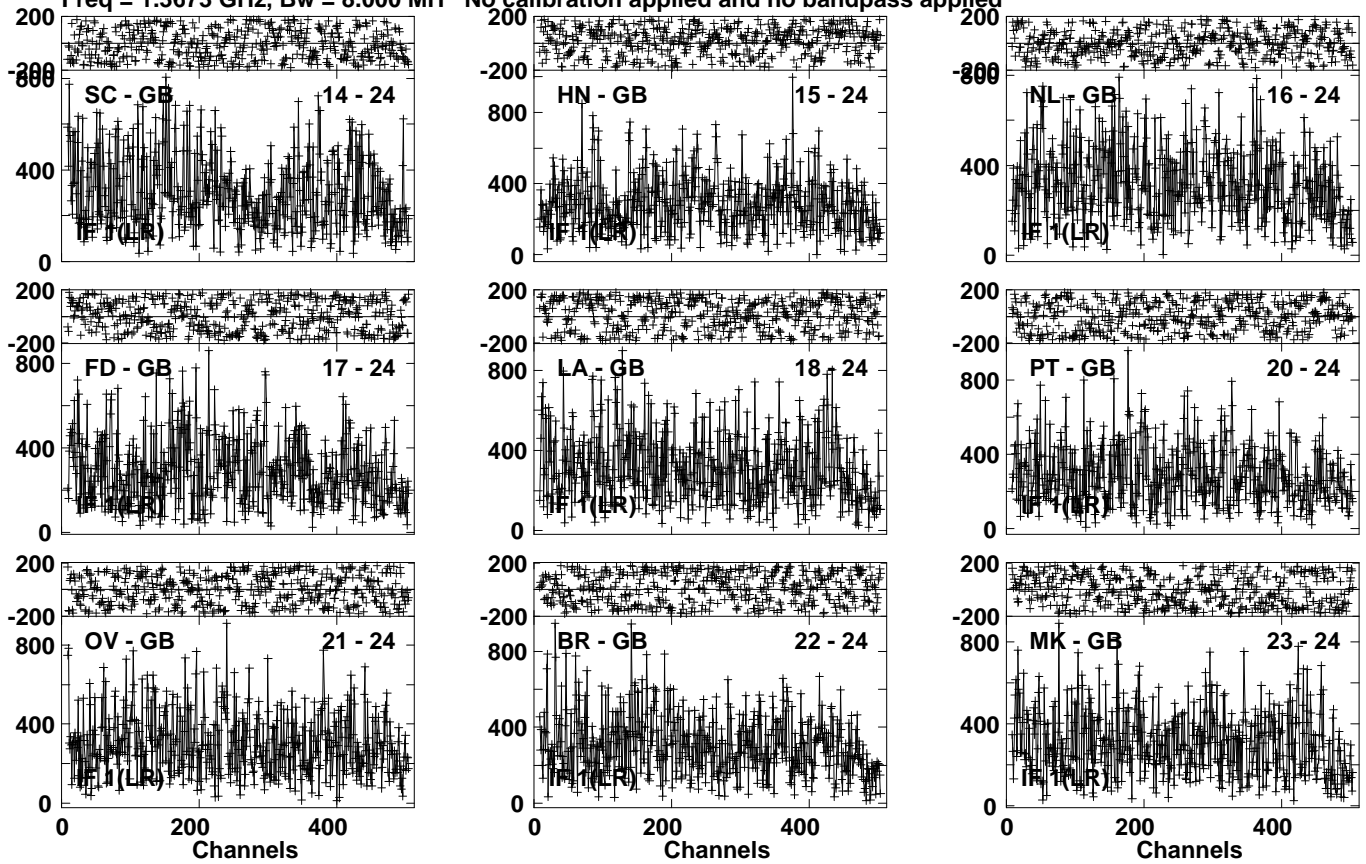 Freq = GHz, Bw = 8.000 MH No calibration applied and no bandpass applied
200 200 200
-200 -200 -200
800 800
SC - GB 14 - 24 HN - GB 15 - 24 NL - GB 16 - 24
800
400 400 400
IF 1(LR) IF 1(LR) IF 1(LR)
0 0 0
200 200 200
-200 -200 -200
800 FD - GB 17 - 24 800 LA - GB 18 - 24 800 PT - GB 20 - 24
400 400 400
IF 1(LR) IF 1(LR) IF 1(LR)
0 0 0
200 200 200
-200 -200 -200
800 OV - GB 21 - 24 800 BR - GB 22 - 24 800 MK - GB 23 - 24
400 400 400
IF 1(LR) IF 1(LR) IF 1(LR)
0 0 0
0 200 400 0 200 400 0 200 400
Channels Channels Channels